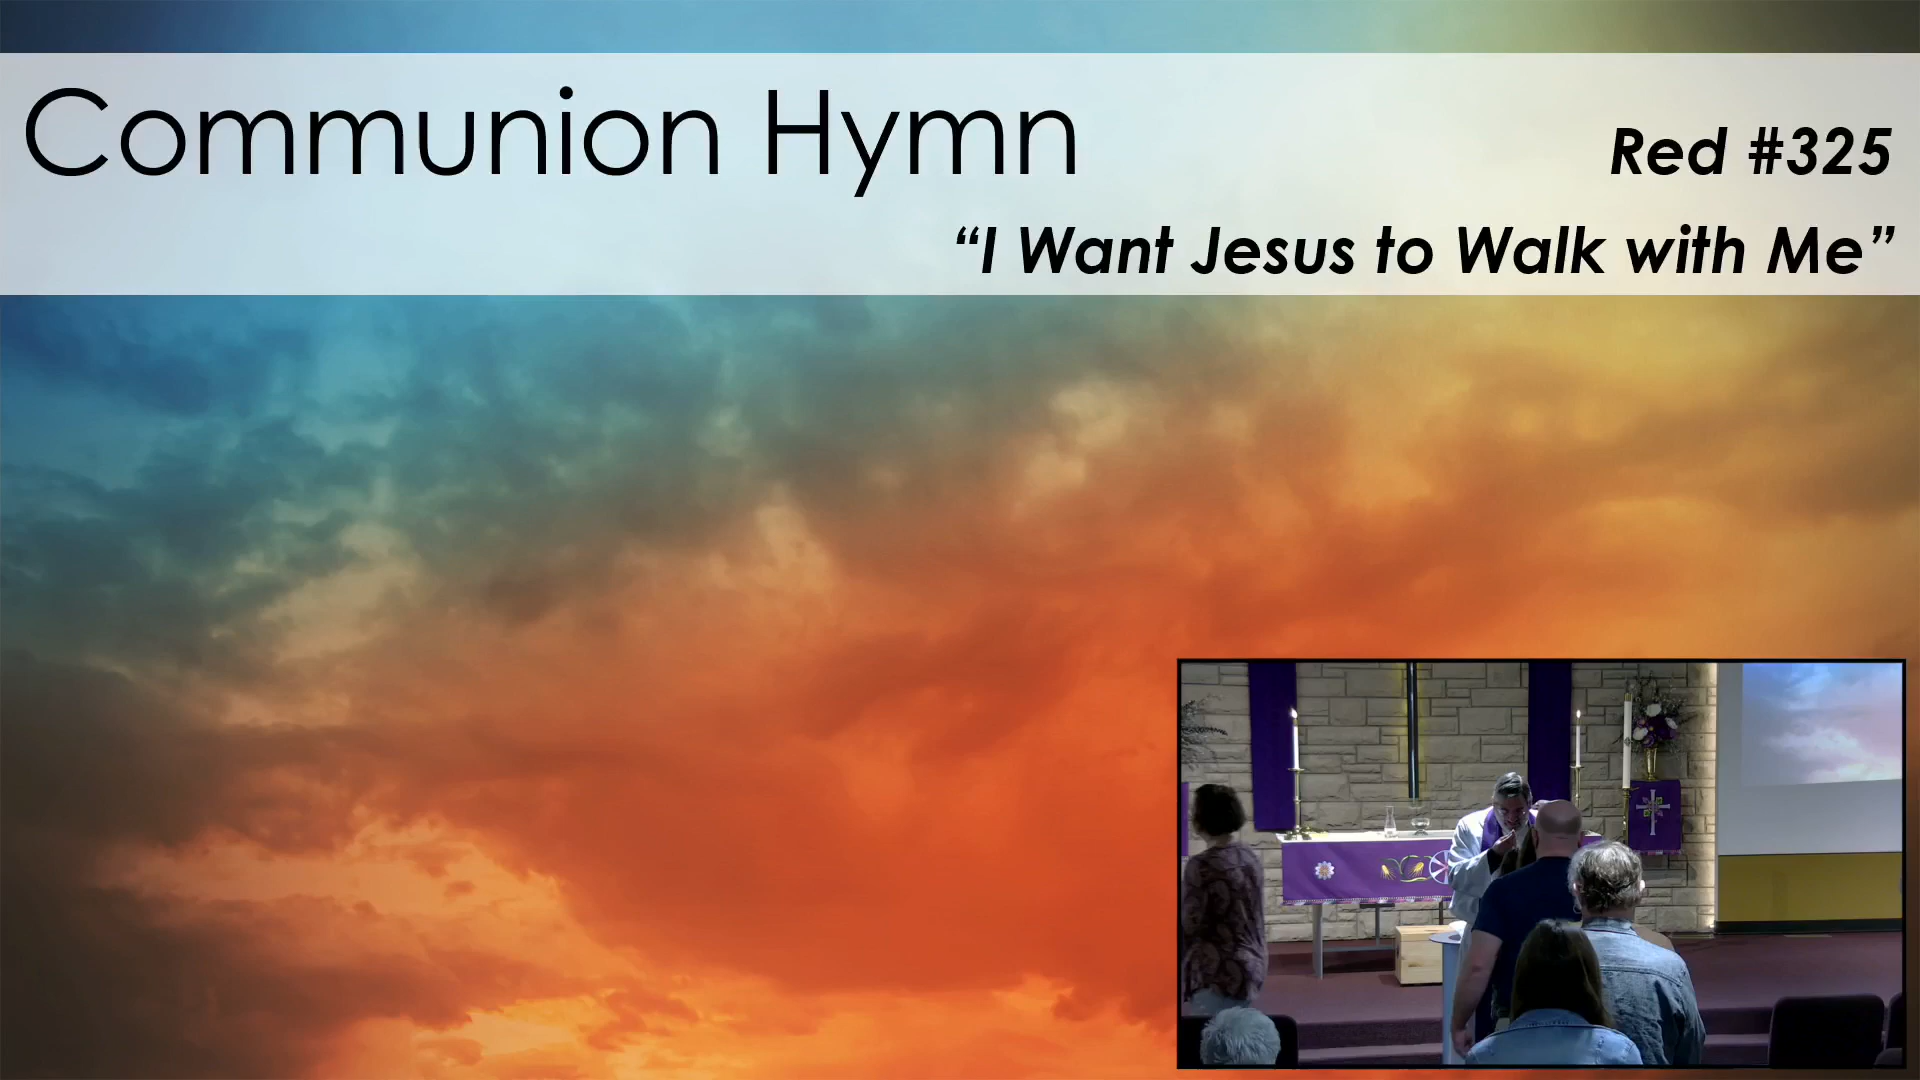 Communion Hymn
Red #325
“I Want Jesus to Walk with Me”